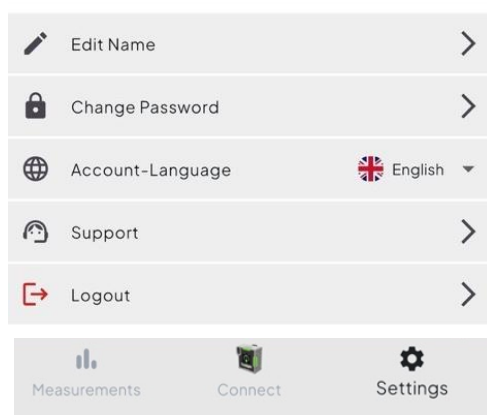 Edit Name
Change Password
Account-Language English
Support
Logout
Measurements Connect Settings